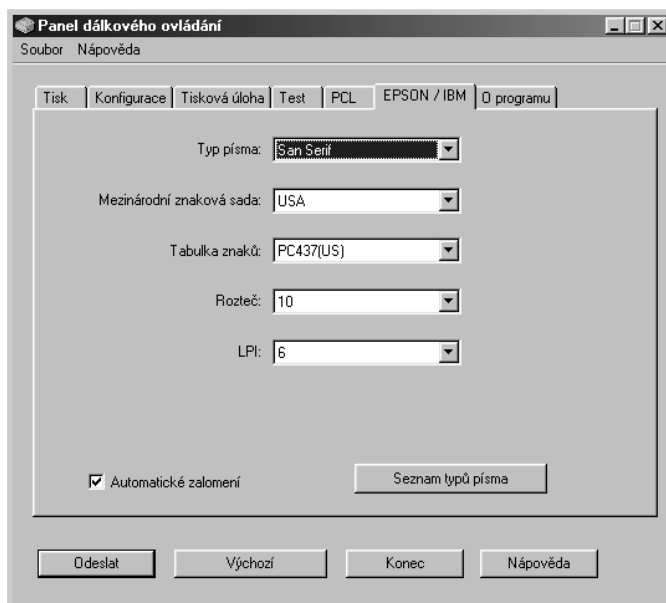 Panel dálkového ovládání
Soubor Nápověda
Tisk Konfigurace Tisková úloha Test PCL EPSON / IBM O programu
Typ písma: San Serif
Mezinárodní znaková sada: USA
Tabulka znaků: PC437(US)
Rozteč: 10
LPI: 6
Automatické zalomení Seznam typů písma
Odeslat Výchozí Konec Nápověda